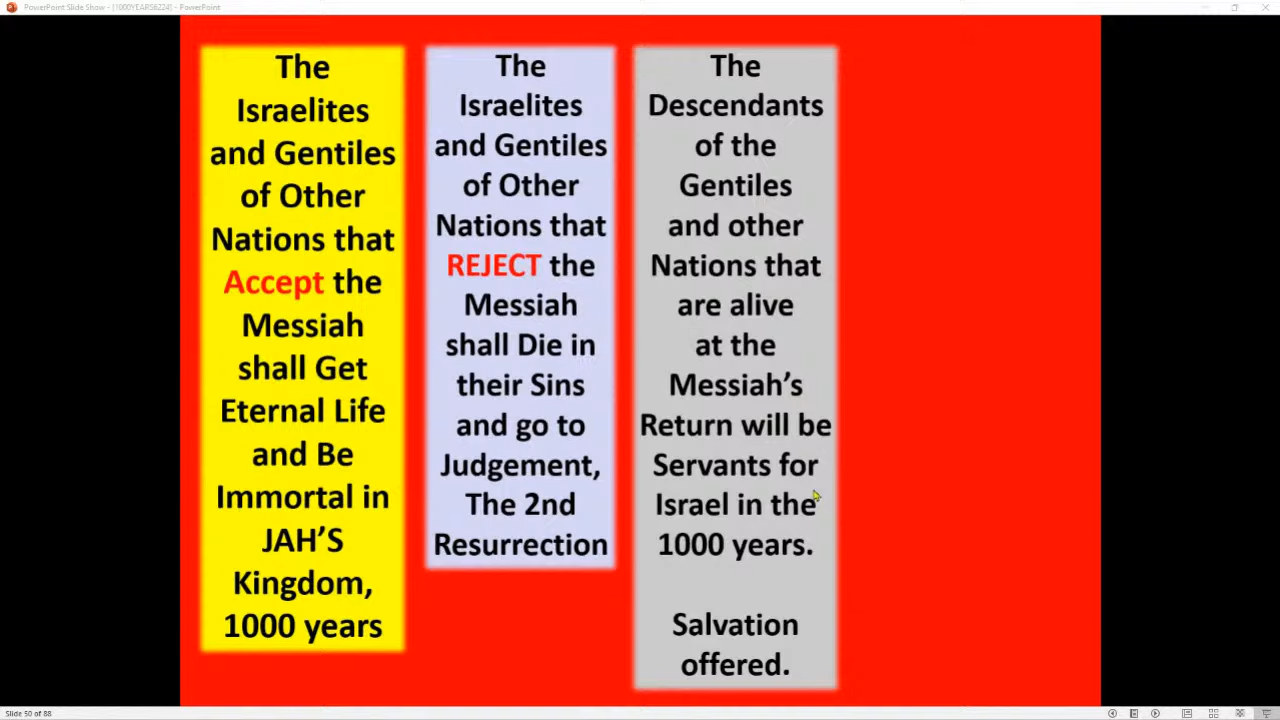 PowerPoint Slide Show - [1000YEARS6224] - PowerPoint
The
Israelites
and Gentiles
of Other
Nations that
Accept the
Messiah
shall Get
Eternal Life
and Be
Immortal in
JAH'S
Kingdom,
1000 years
The
Israelites
and Gentiles
of Other
Nations that
REJECT the
Messiah
shall Die in
their Sins
and go to
Judgement,
The 2nd
Resurrection
The
Descendants
of the
Gentiles
and other
Nations that
are alive
at the
Messiah's
Return will be
Servants for
Israel in the
1000 years.
Salvation
offered.
Slide 50 of 88